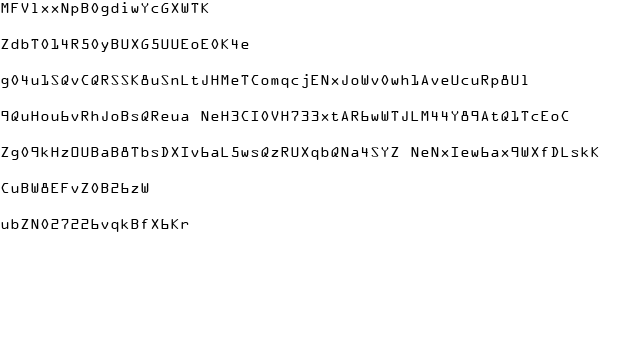 MFV1xxNpB0gdiwYcGXWTK
ZdbT014R50yBUXG5UUEoE0K4e
g04u1SQvCQRSSK8uSnLtJHMeTComqcjENxJoWv0wh1AveUcuRp8U1
9QuHou6vRhJoBsQReua NeH3CI0VH733xtAR6wWTJLM44Y89AtQ1TcEoC
Zg09kHzOUBaB8TbsDXIv6aL5wsQzRUXqbQNa4SYZ NeNxIew6ax9WXfDLskK
CuBW8EFvZ0B26zW
ubZN027226vqkBfX6Kr